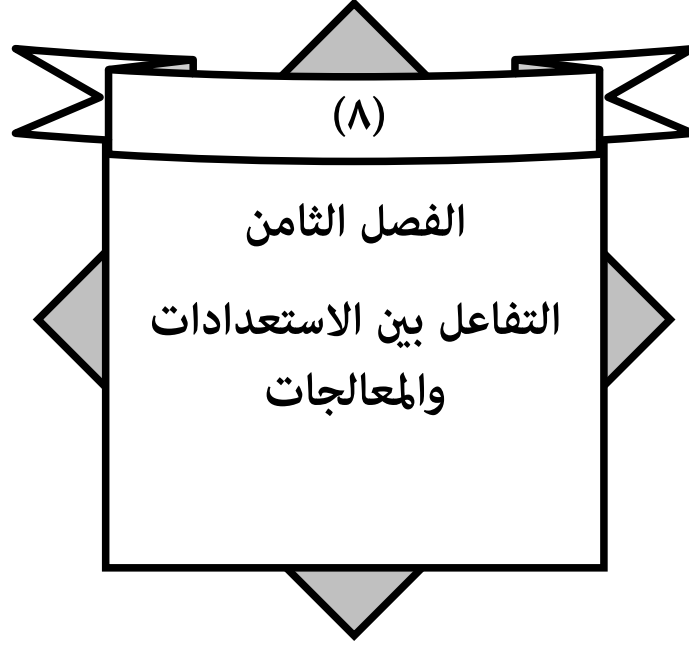 (٨)
الفصل الثامن
التفاعل بين الاستعدادات
والمعالجات